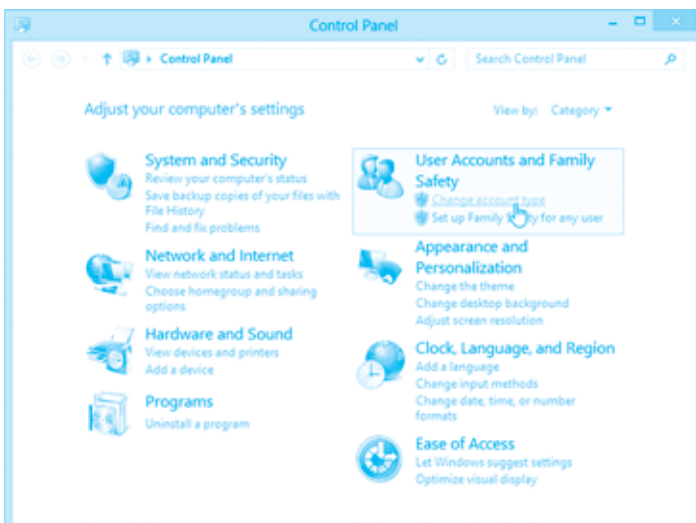 Control Panel
Control Panel
Search Control Panel
Adjust your computer's settings
View by: Category
System and Security
Review your computer's status
Save backup copies of your files with
File History
Find and fix problems
Network and Internet
View network status and tasks
Choose homegroup and sharing
options
Hardware and Sound
View devices and printers
Add a device
Programs
Uninstall a program
User Accounts and Family
Safety
Change account type
Set up Family for any user
Appearance and
Personalization
Change the theme
Change desktop background
Adjust screen resolution
Clock, Language, and Region
Add a language
Change input methods
Change date, time, or number
formats
Ease of Access
Let Windows suggest settings
Optimize visual display